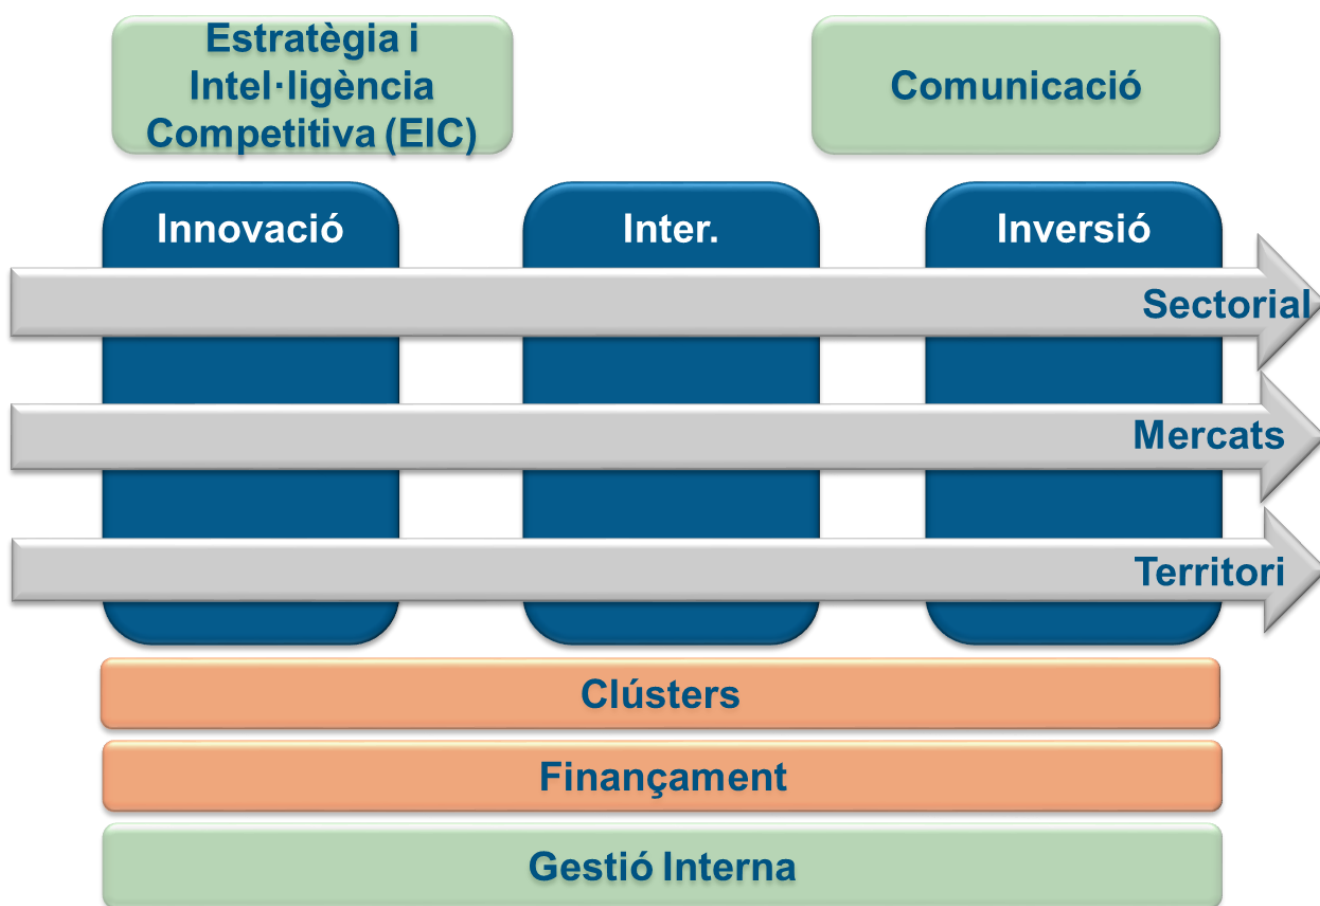 Estratègia i
Intel·ligència
Competitiva (EIC)
Comunicació
Innovació
Inter.
Inversió
Sectorial
Mercats
Territori
Clústers
Finançament
Gestió Interna